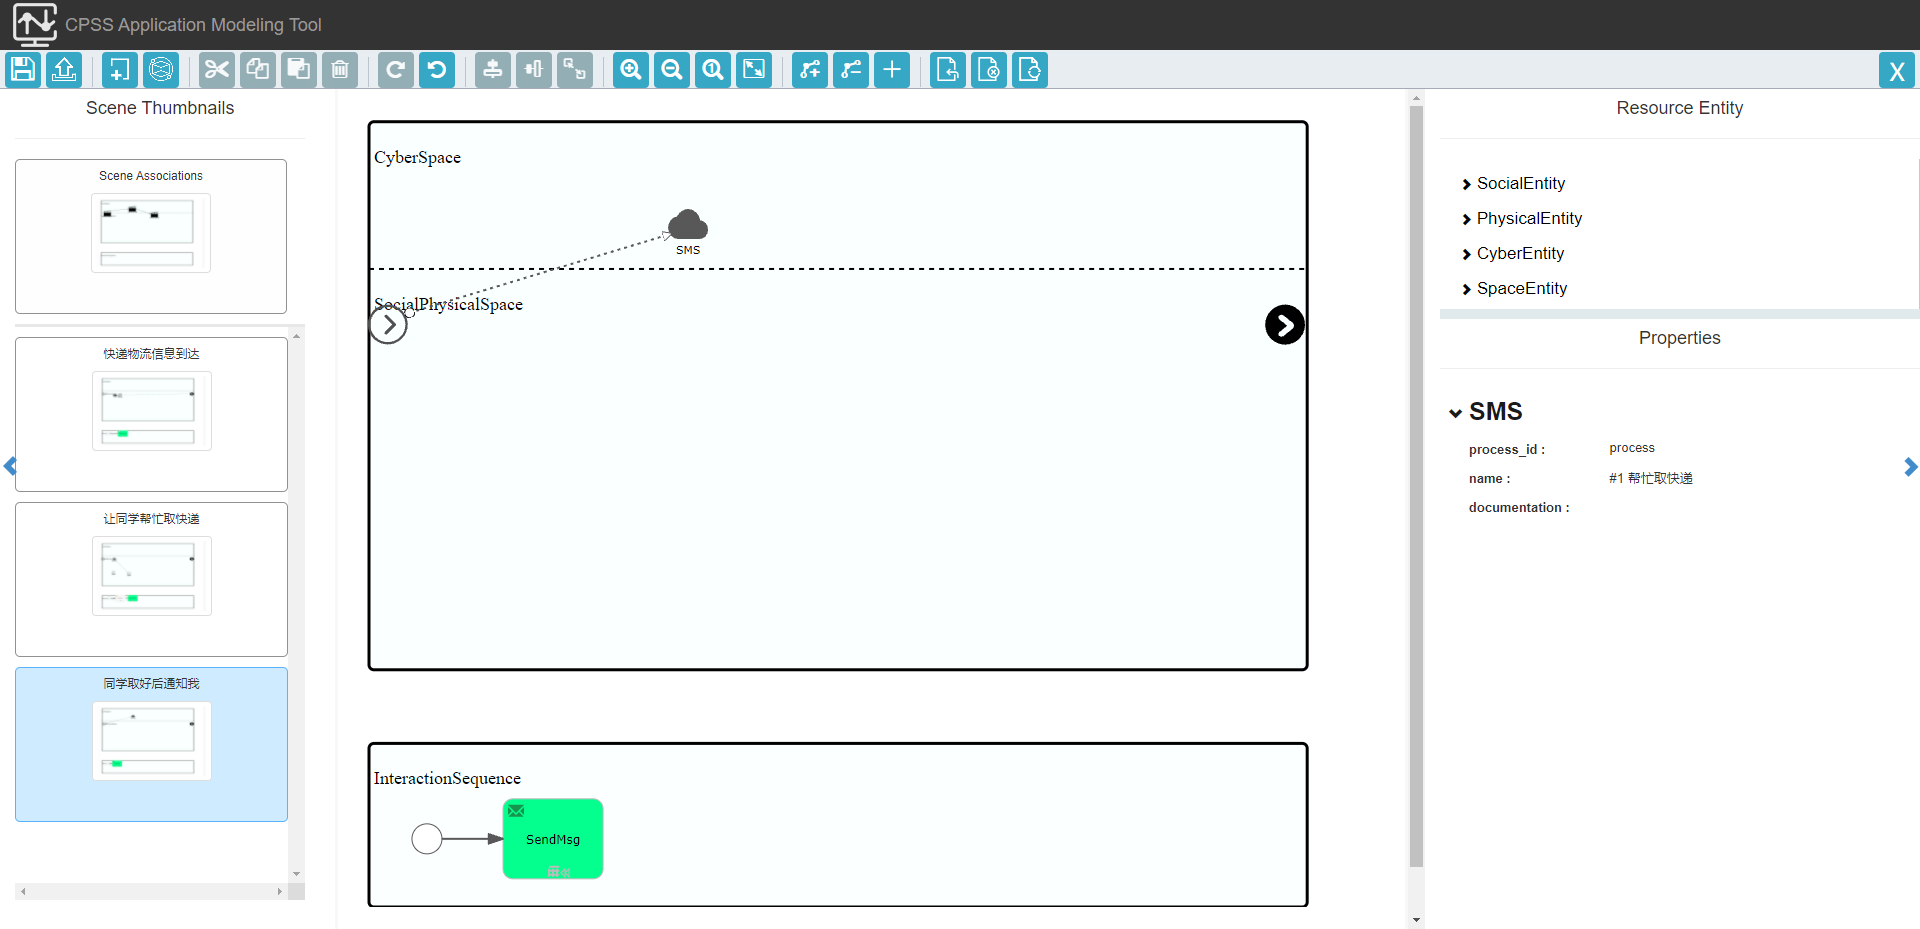 CPSS Application Modeling Tool
X
Scene Thumbnails
Scene Associations
快递物流信息到达
让同学帮忙取快递
同学取好后通知我
CyberSpace
SMS
SocialPhysicalSpace
InteractionSequence
SendMsg
Resource Entity
SocialEntity
PhysicalEntity
CyberEntity
SpaceEntity
Properties
SMS
process_id : process
name : #1 帮忙取快递
documentation :